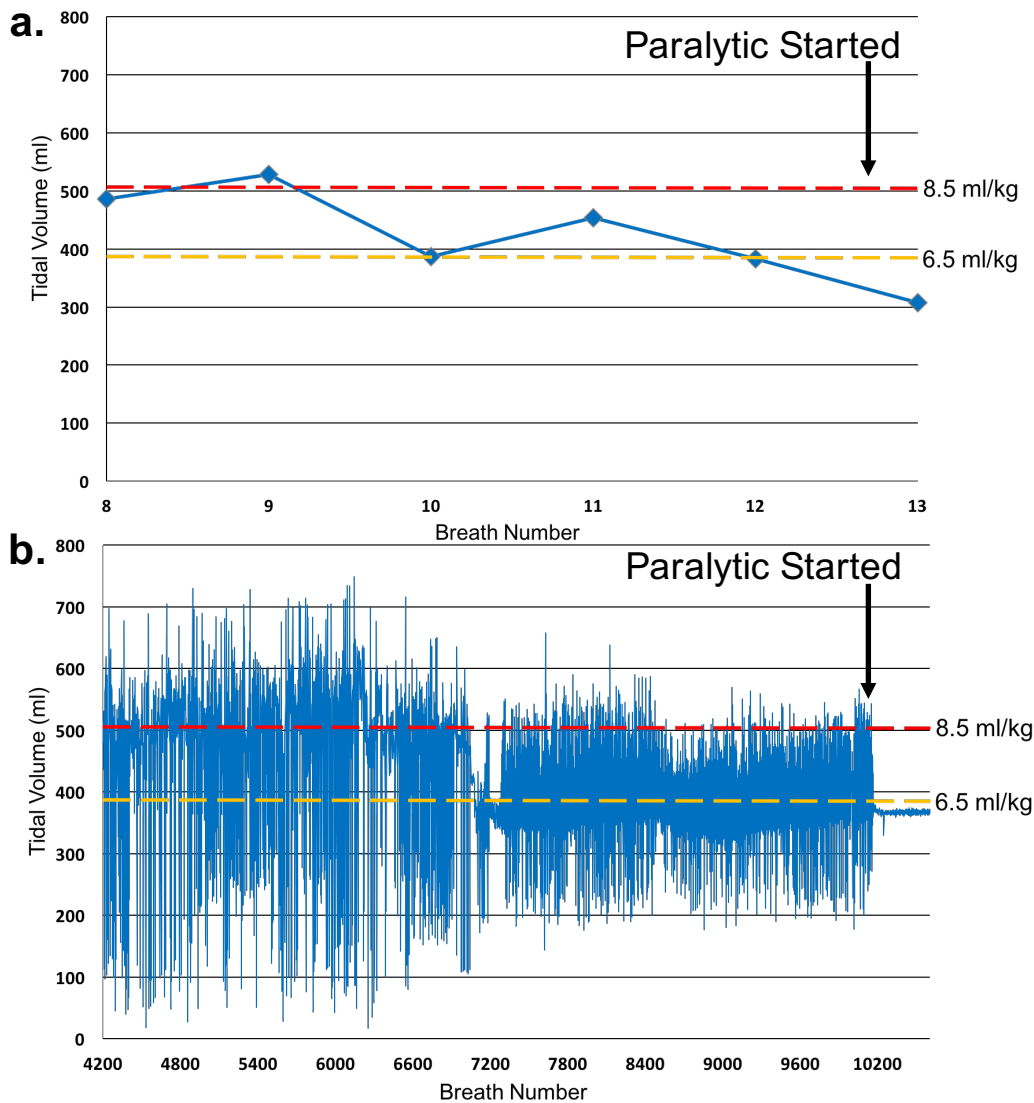 a.
800
700
600
500
400
300
200
100
0
Tidal Volume (ml)
Paralytic Started
8.5 ml/kg
6.5 ml/kg
8 9 10 11 12 13
Breath Number
b.
800
700
600
500
400
300
200
100
0
Tidal Volume (ml)
Paralytic Started
8.5 ml/kg
6.5 ml/kg
4200 4800 5400 6000 6600 7200 7800 8400 9000 9600 10200
Breath Number